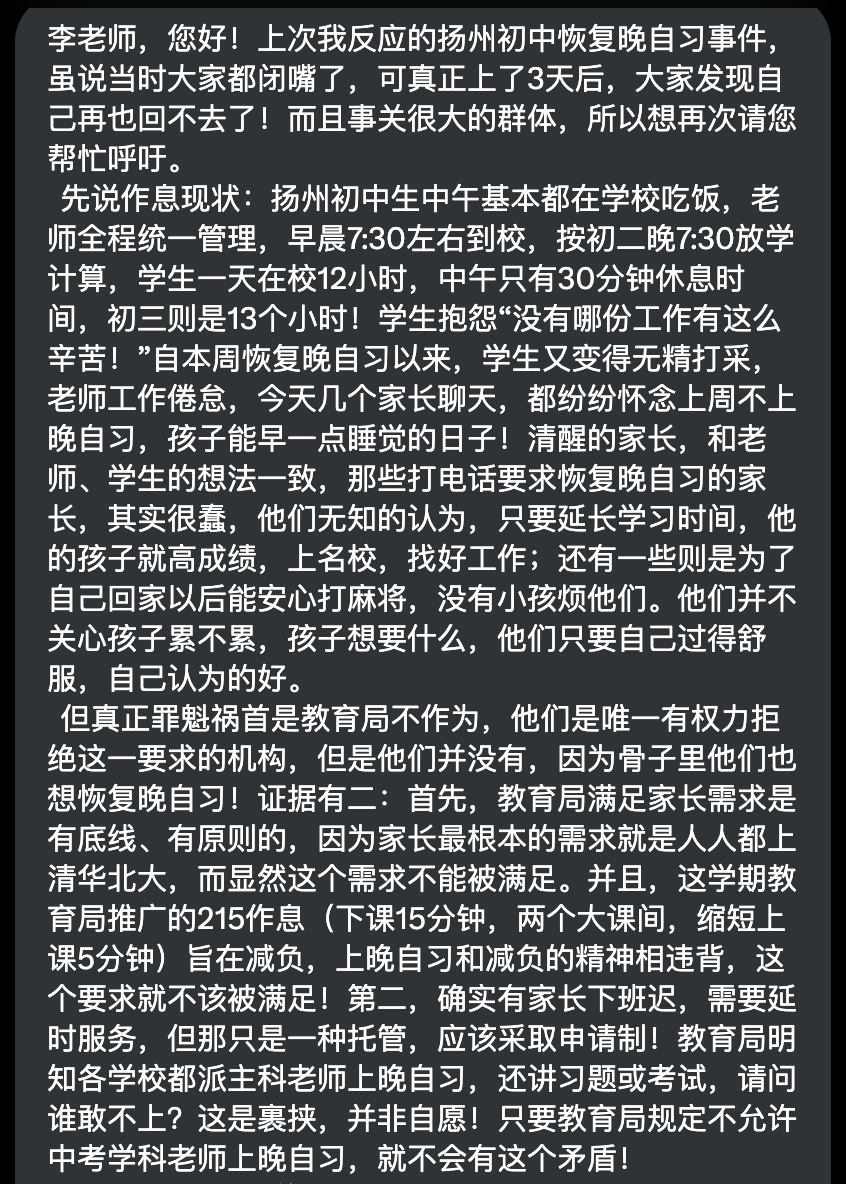 李老师，您好！上次我反应的扬州初中恢复晚自习事件，
虽说当时大家都闭嘴了，可真正上了3天后，大家发现自
己再也回不去了！而且事关很大的群体，所以想再次请您
帮忙呼吁。
先说作息现状：扬州初中生中午基本都在学校吃饭，老
师全程统一管理，早晨7:30左右到校，按初二晚7:30放学
计算，学生一天在校12小时，中午只有30分钟休息时
间，初三则是13个小时！学生抱怨“没有哪份工作有这么
辛苦！”自本周恢复晚自习以来，学生又变得无精打采，
老师工作倦怠，今天几个家长聊天，都纷纷怀念上周不上
晚自习，孩子能早一点睡觉的日子！清醒的家长，和老
师、学生的想法一致，那些打电话要求恢复晚自习的家
长，其实很蠢，他们无知的认为，只要延长学习时间，他
的孩子就高成绩，上名校，找好工作；还有一些则是为了
自己回家以后能安心打麻将，没有小孩烦他们。他们并不
关心孩子累不累，孩子想要什么，他们只要自己过得舒
服，自己认为的好。
但真正罪魁祸首是教育局不作为，他们是唯一有权力拒
绝这一要求的机构，但是他们并没有，因为骨子里他们也
想恢复晚自习！证据有二：首先，教育局满足家长需求是
有底线、有原则的，因为家长最根本的需求就是人人都上
清华北大，而显然这个需求不能被满足。并且，这学期教
育局推广的215作息（下课15分钟，两个大课间，缩短上
课5分钟）旨在减负，上晚自习和减负的精神相违背，这
个要求就不该被满足！第二，确实有家长下班迟，需要延
时服务，但那只是一种托管，应该采取申请制！教育局明
知各学校都派主科老师上晚自习，还讲习题或考试，请问
谁敢不上？这是裹挟，并非自愿！只要教育局规定不允许
中考学科老师上晚自习，就不会有这个矛盾！